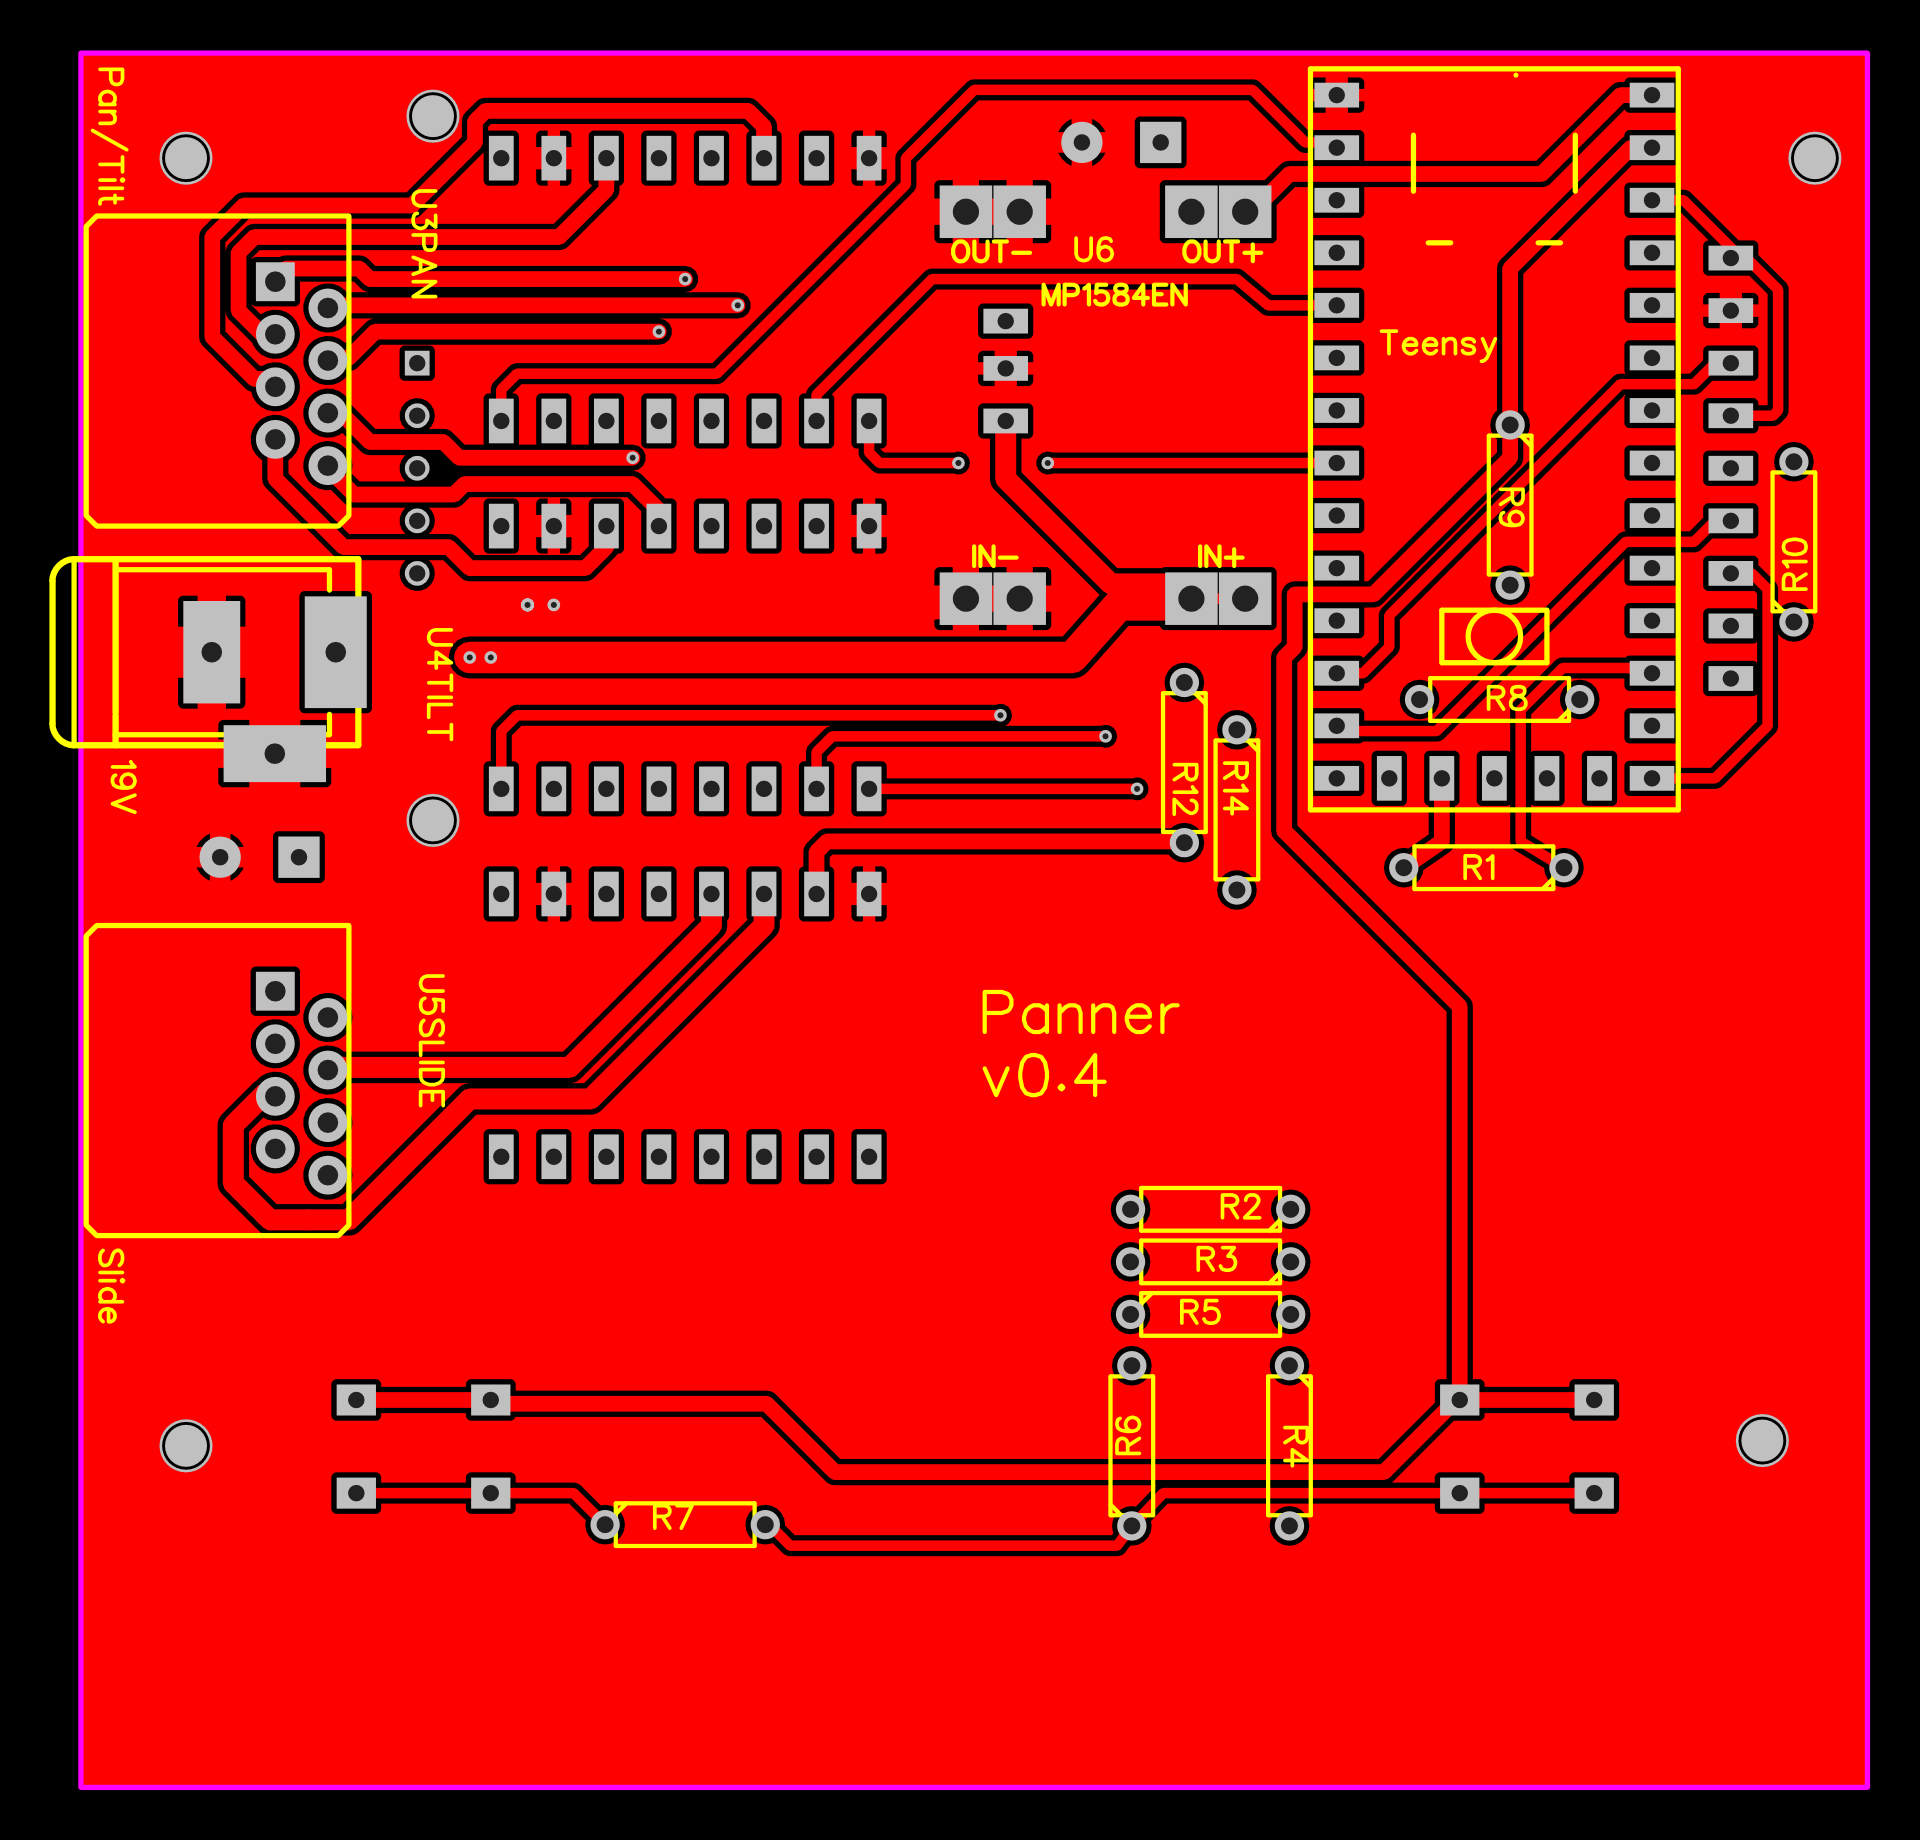 Pan/Tilt
U3PAN
OUT-
U6
OUT+
MP1584EN
Teensy
R9
R10
IN-
IN+
U4TILT
R8
19V
R12
R14
R1
U5SLIDE
Panner
v0.4
R2
Slide
R3
R5
R6
R4
R7